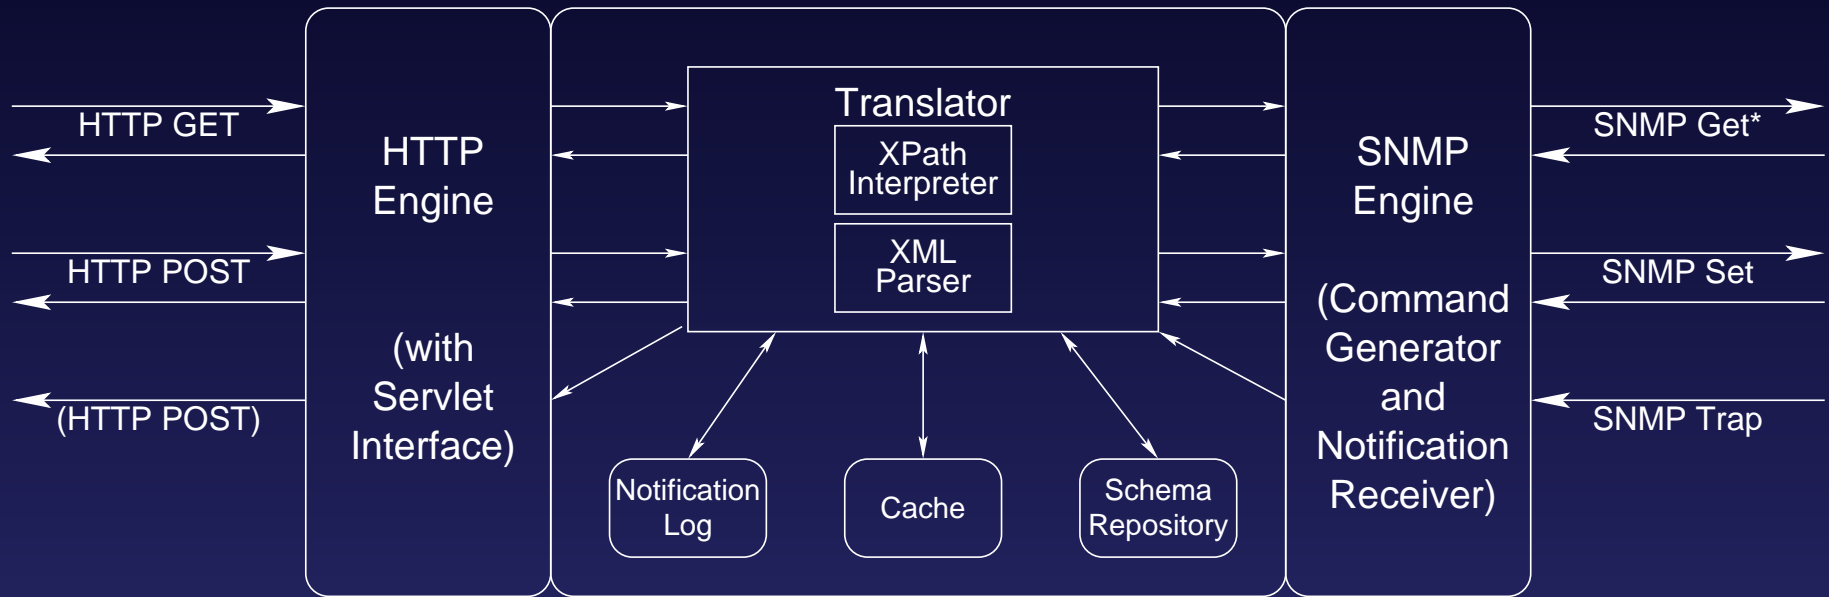 HTTP GET
HTTP POST
(HTTP POST)
HTTP
Engine
(with
Servlet
Interface)
Translator
XPath
Interpreter
XML
Parser
Notification
Log
Cache
Schema
Repository
SNMP
Engine
(Command
Generator
and
Notification
Receiver)
SNMP Get*
SNMP Set
SNMP Trap